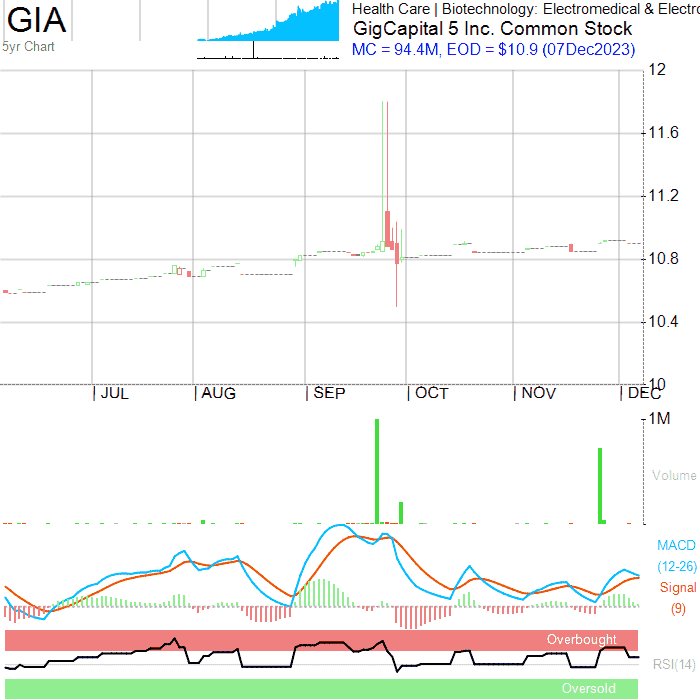 GIA
5yr Chart
Health Care | Biotechnology: Electromedical & Electro
GigCapital 5 Inc. Common Stock
MC = 94.4M, EOD = $10.9 (07Dec2023)
12
11.6
11.2
10.8
10.4
10
JUL
AUG
SEP
OCT
NOV
DEC
1M
Volume
MACD
(12-26)
Signal
(9)
Overbought
RSI(14)
Oversold